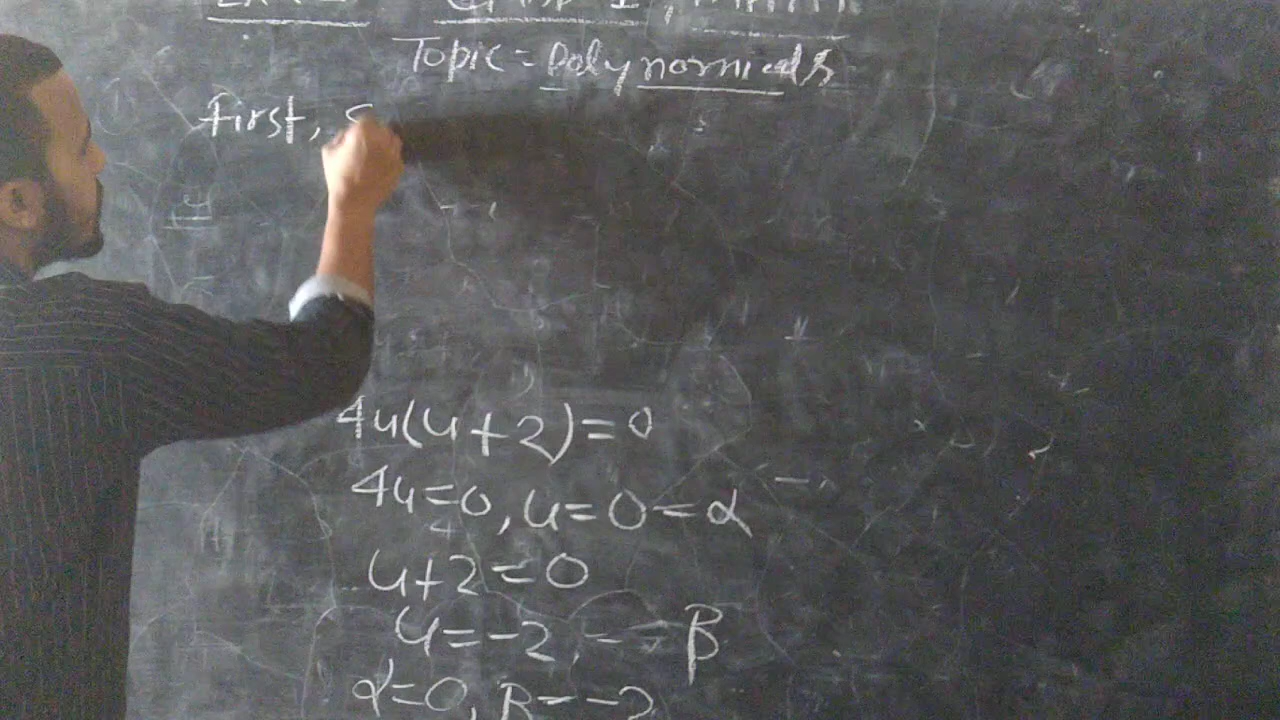 Topic = Polynomials
First, S
4u(u+2)=0
4u=0, u=0=α
u+2=0
u=-2, = β
α=0, β=-2